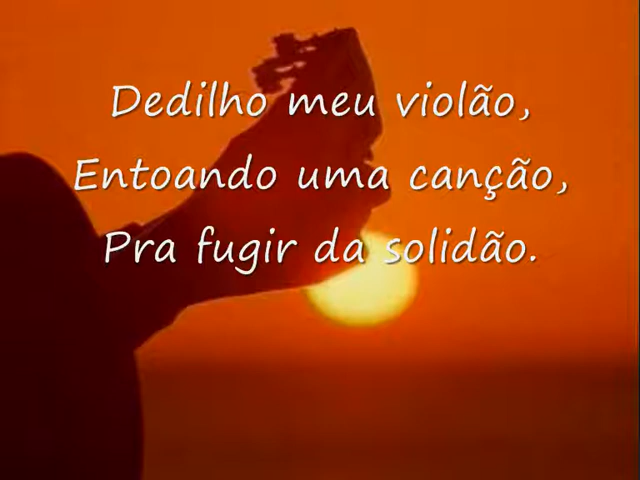 Dedilho meu violão,
Entoando uma canção,
Pra fugir da solidão.